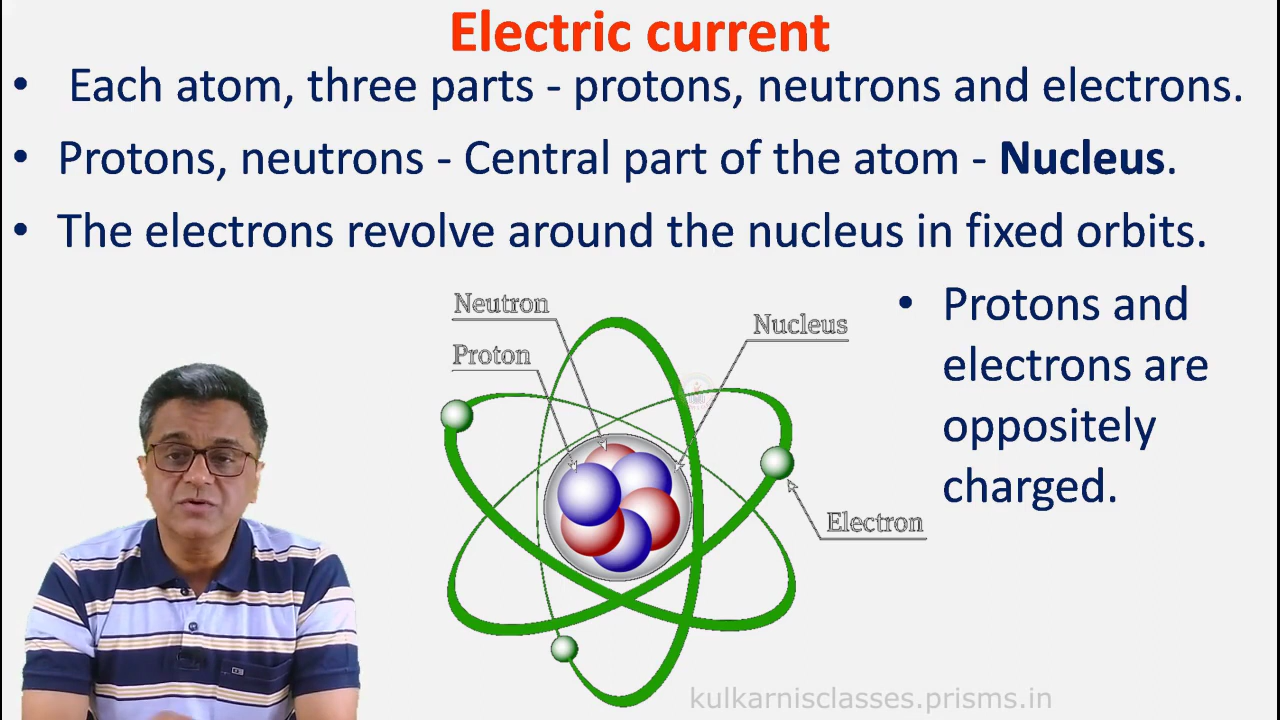 Electric current
• Each atom, three parts - protons, neutrons and electrons.
• Protons, neutrons - Central part of the atom - Nucleus.
• The electrons revolve around the nucleus in fixed orbits.
Neutron
Proton
Nucleus
Electron
• Protons and
electrons are
oppositely
charged.
kulkarnisclasses.prisms.in